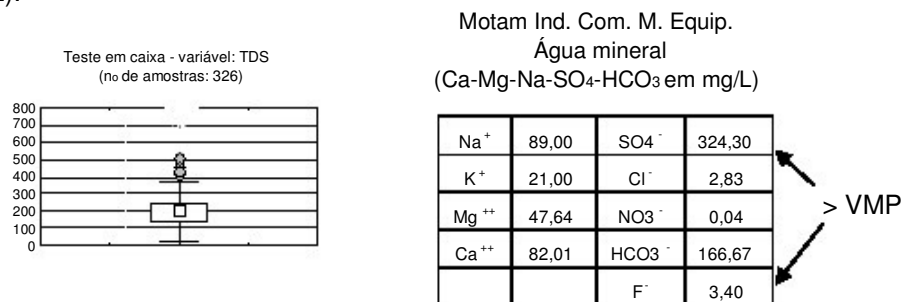 a).
Teste em caixa - variável: TDS
(no de amostras: 326)
800
700
600
500
400
300
200
100
0
Motam Ind. Com. M. Equip.
Água mineral
(Ca-Mg-Na-SO4-HCO3 em mg/L)
Na+ 89,00 SO4 - 324,30
K+ 21,00 Cl- 2,83
Mg ++ 47,64 NO3 - 0,04
Ca++ 82,01 HCO3 - 166,67
F- 3,40
> VMP